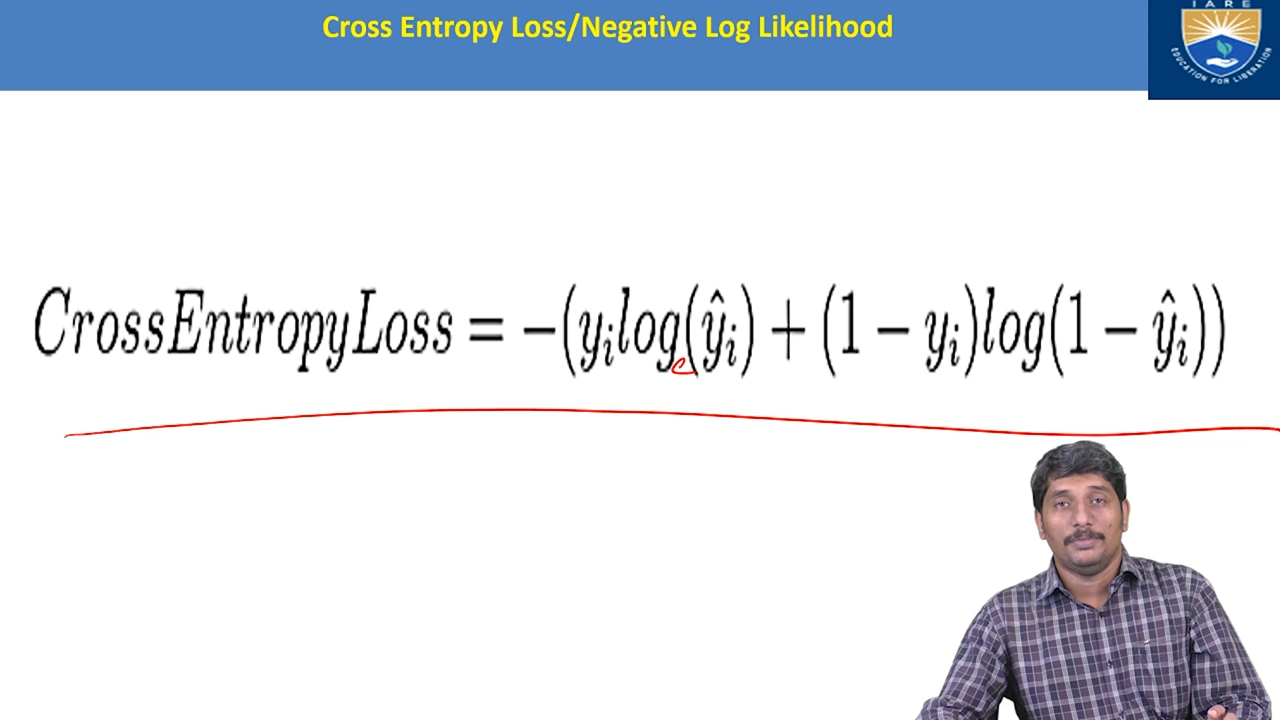 Cross Entropy Loss/Negative Log Likelihood
IARE
EDUCATION FOR LIBERATION
CrossEntropyLoss = −(yᵢlog(ŷᵢ) + (1 − yᵢ)log(1 − ŷᵢ))